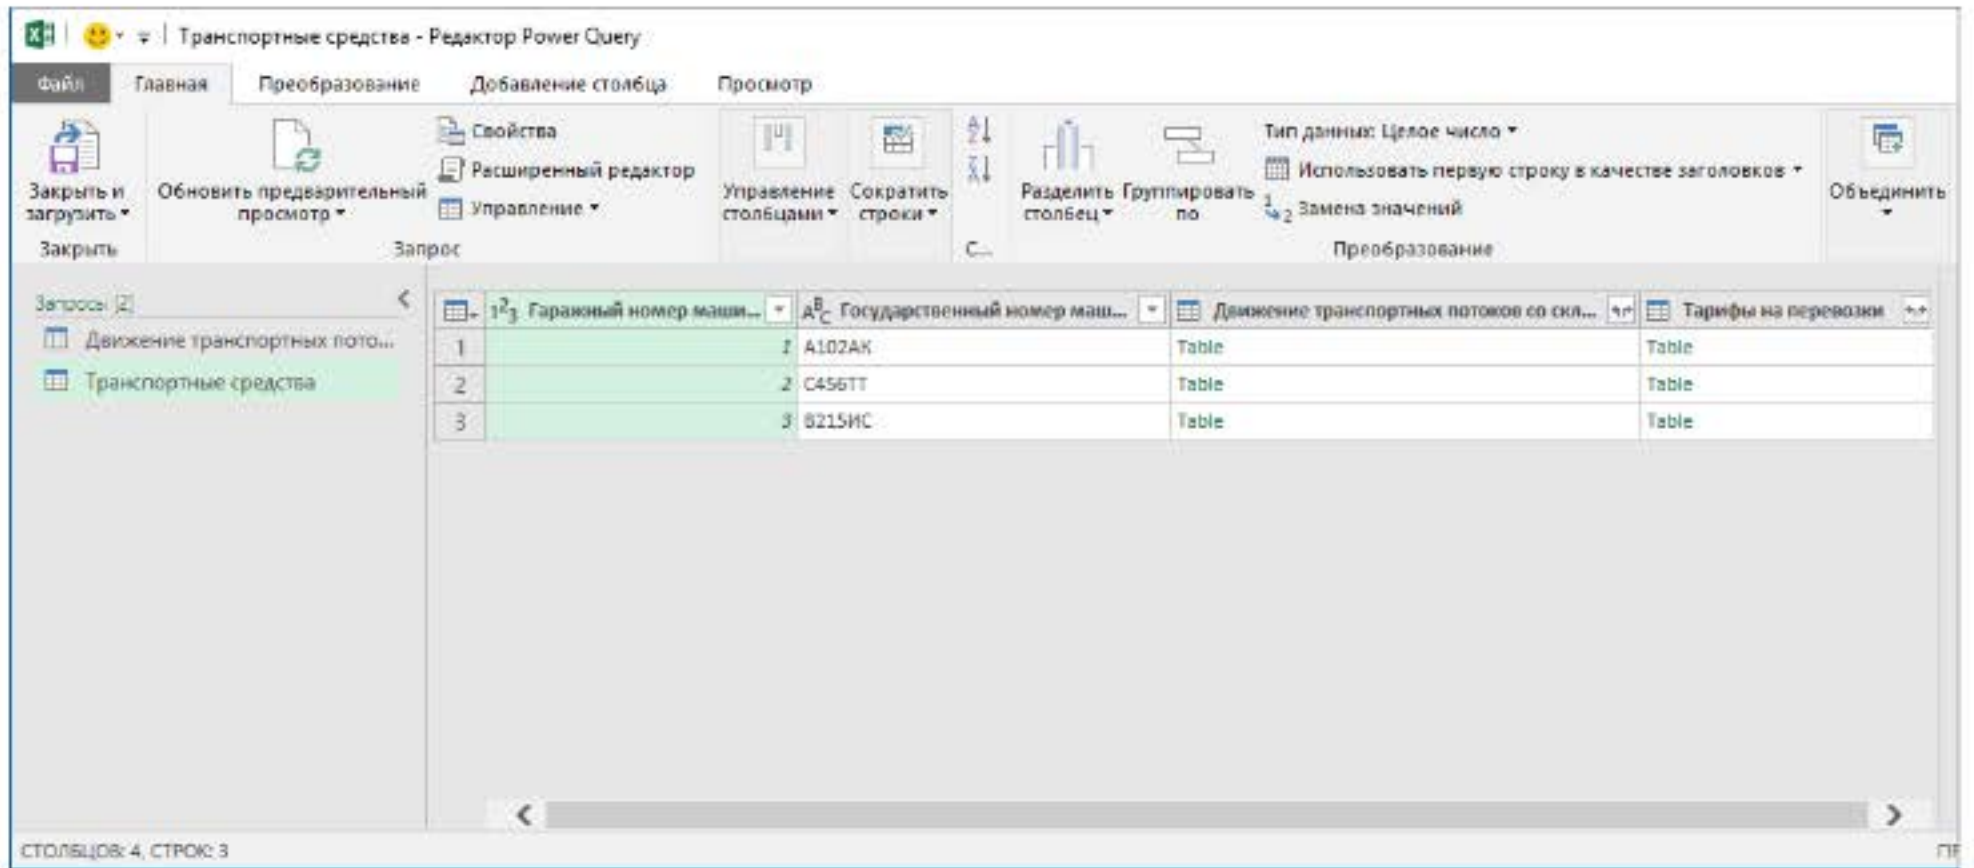 Транспортные средства - Редактор Power Query
Файл Главная Преобразование Добавление столбца Просмотр
Закрыть и загрузить
Обновить предварительный просмотр
Свойства
Расширенный редактор
Управление
Управление столбцами
Сократить строки
Разделить столбец
Группировать по
Тип данных: Целое число
Использовать первую строку в качестве заголовков
Замена значений
Объединить
Закрыть Запрос С... Преобразование
Запросы [2]
Движение транспортных пото...
Транспортные средства
Гаражный номер маши... Государственный номер маш... Движение транспортных потоков со скл... Тарифы на перевозки
1 1 А102АК Table Table
2 2 С456ТТ Table Table
3 3 В215ИС Table Table
СТОЛБЦОВ: 4, СТРОК: 3